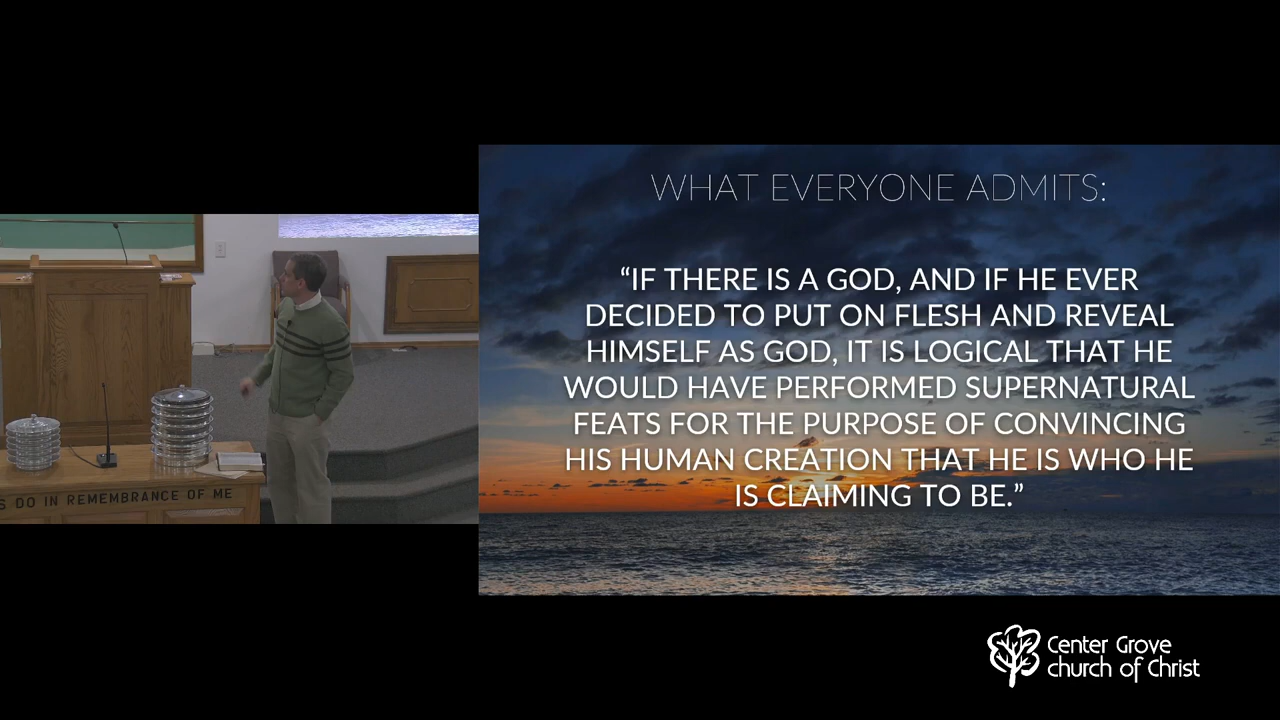 WHAT EVERYONE ADMITS:
“IF THERE IS A GOD, AND IF HE EVER
DECIDED TO PUT ON FLESH AND REVEAL
HIMSELF AS GOD, IT IS LOGICAL THAT HE
WOULD HAVE PERFORMED SUPERNATURAL
FEATS FOR THE PURPOSE OF CONVINCING
HIS HUMAN CREATION THAT HE IS WHO HE
IS CLAIMING TO BE.”
S DO IN REMEMBRANCE OF ME
Center Grove
church of Christ